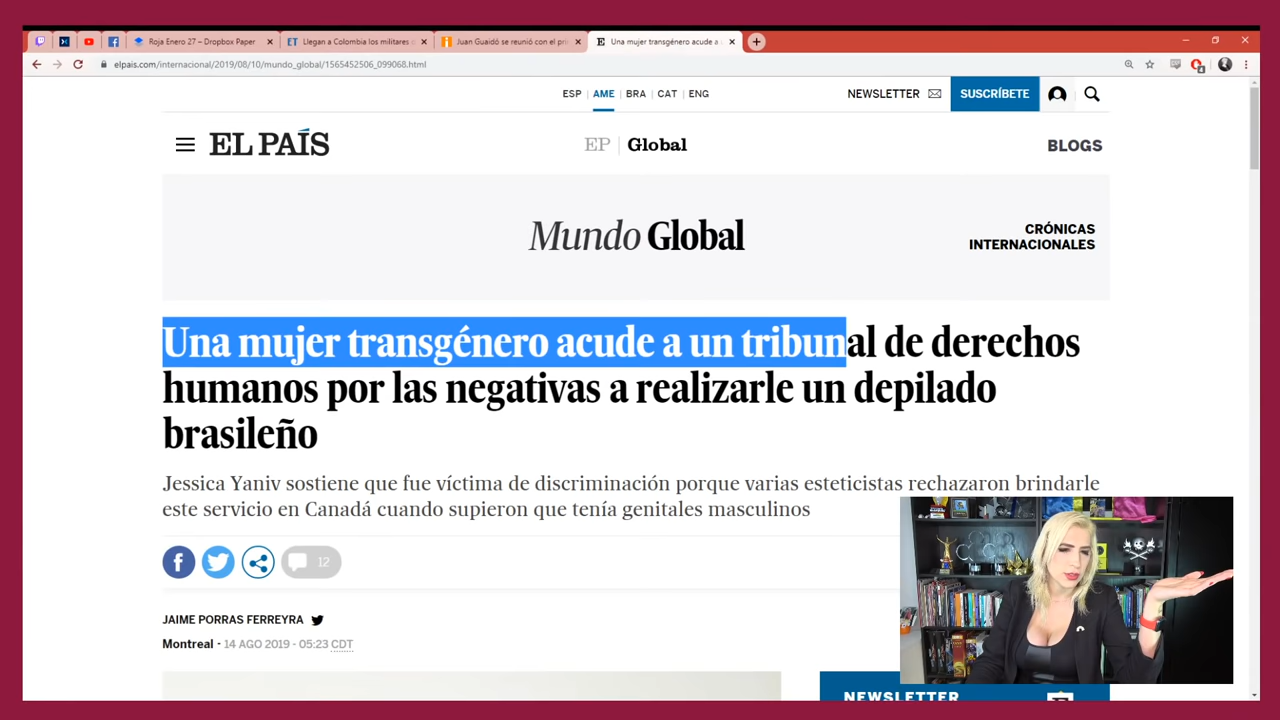 Roja Enero 27 – Dropbox Paper
Llegan a Colombia los militares
Juan Guaidó se reunió con el pri
Una mujer transgénero acude a
elpais.com/internacional/2019/08/10/mundo_global/1565452506_099068.html
ESP AME BRA CAT ENG
NEWSLETTER
SUSCRÍBETE
EL PAÍS
EP Global
BLOGS
Mundo Global
CRÓNICAS
INTERNACIONALES
Una mujer transgénero acude a un tribunal de derechos
humanos por las negativas a realizarle un depilado
brasileño
Jessica Yaniv sostiene que fue víctima de discriminación porque varias esteticistas rechazaron brindarle
este servicio en Canadá cuando supieron que tenía genitales masculinos
12
JAIME PORRAS FERREYRA
Montreal - 14 AGO 2019 - 05:23 CDT
NEWSLETTER